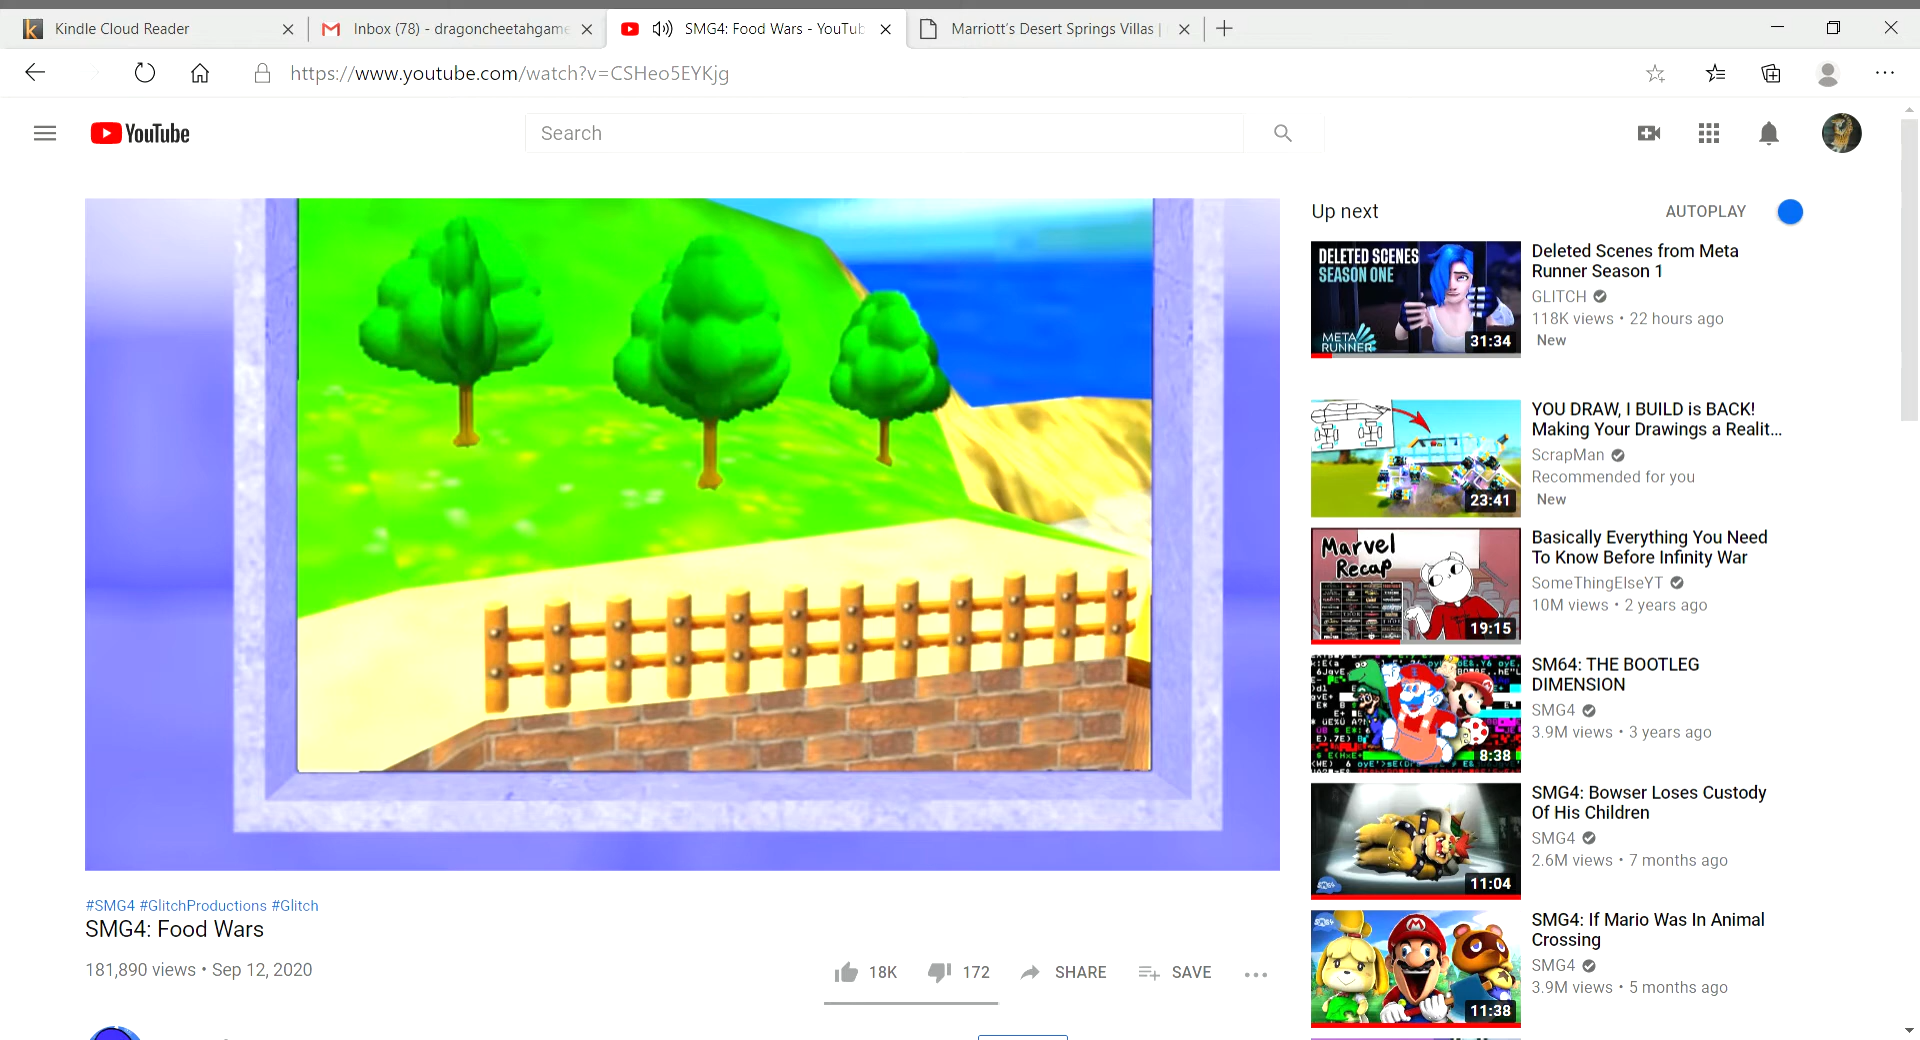 Kindle Cloud Reader
Inbox (78) - dragoncheetahgame
SMG4: Food Wars - YouTub
Marriott's Desert Springs Villas |
https://www.youtube.com/watch?v=CSHeo5EYKjg
YouTube
Search
Up next
AUTOPLAY
DELETED SCENES
SEASON ONE
META
RUNNER
31:34
Deleted Scenes from Meta
Runner Season 1
GLITCH
118K views • 22 hours ago
New
23:41
YOU DRAW, I BUILD is BACK!
Making Your Drawings a Realit...
ScrapMan
Recommended for you
New
Marvel
Recap
19:15
Basically Everything You Need
To Know Before Infinity War
SomeThingElseYT
10M views • 2 years ago
8:38
SM64: THE BOOTLEG
DIMENSION
SMG4
3.9M views • 3 years ago
SMG4
11:04
SMG4: Bowser Loses Custody
Of His Children
SMG4
2.6M views • 7 months ago
SMG4
11:38
SMG4: If Mario Was In Animal
Crossing
SMG4
3.9M views • 5 months ago
#SMG4 #GlitchProductions #Glitch
SMG4: Food Wars
181,890 views • Sep 12, 2020
18K
172
SHARE
SAVE